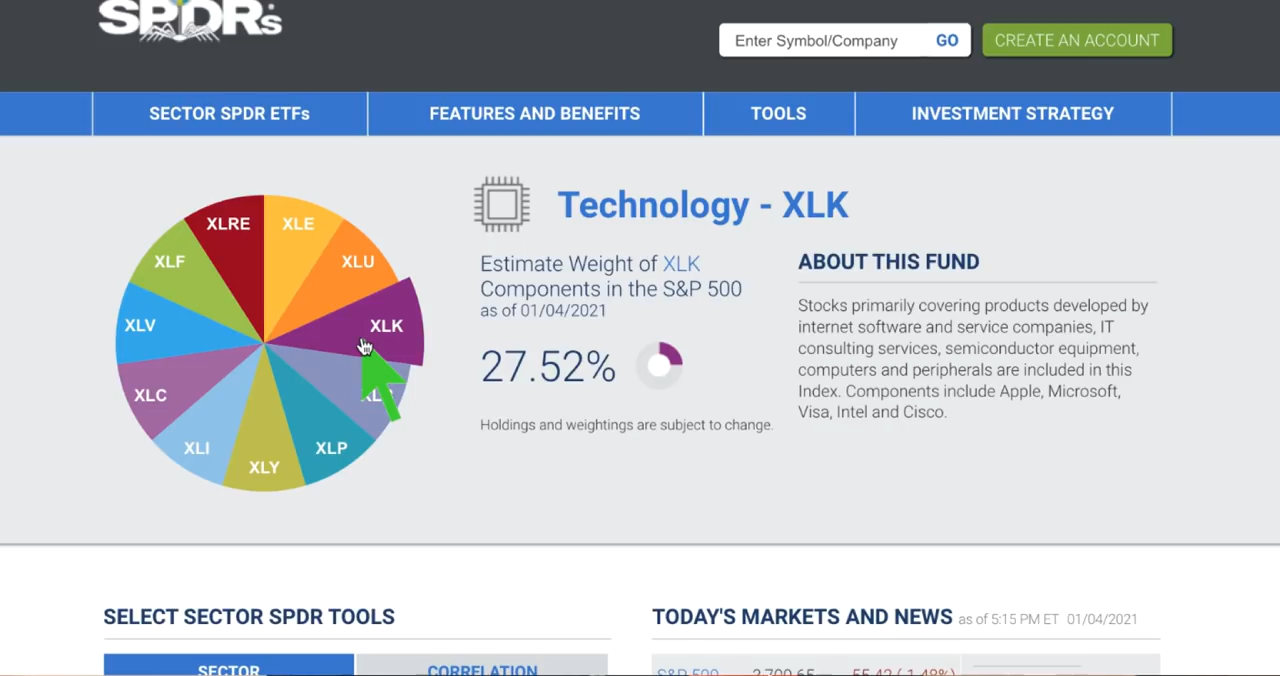 SPDRs
Enter Symbol/Company GO CREATE AN ACCOUNT
SECTOR SPDR ETFs FEATURES AND BENEFITS TOOLS INVESTMENT STRATEGY
XLRE XLE
XLF XLU
XLV XLK
XLC
XLI XLP
XLY
Technology - XLK
Estimate Weight of XLK
Components in the S&P 500
as of 01/04/2021
27.52%
Holdings and weightings are subject to change.
ABOUT THIS FUND
Stocks primarily covering products developed by
internet software and service companies, IT
consulting services, semiconductor equipment,
computers and peripherals are included in this
Index. Components include Apple, Microsoft,
Visa, Intel and Cisco.
SELECT SECTOR SPDR TOOLS
SECTOR CORRELATION
TODAY'S MARKETS AND NEWS as of 5:15 PM ET 01/04/2021
S&P 500